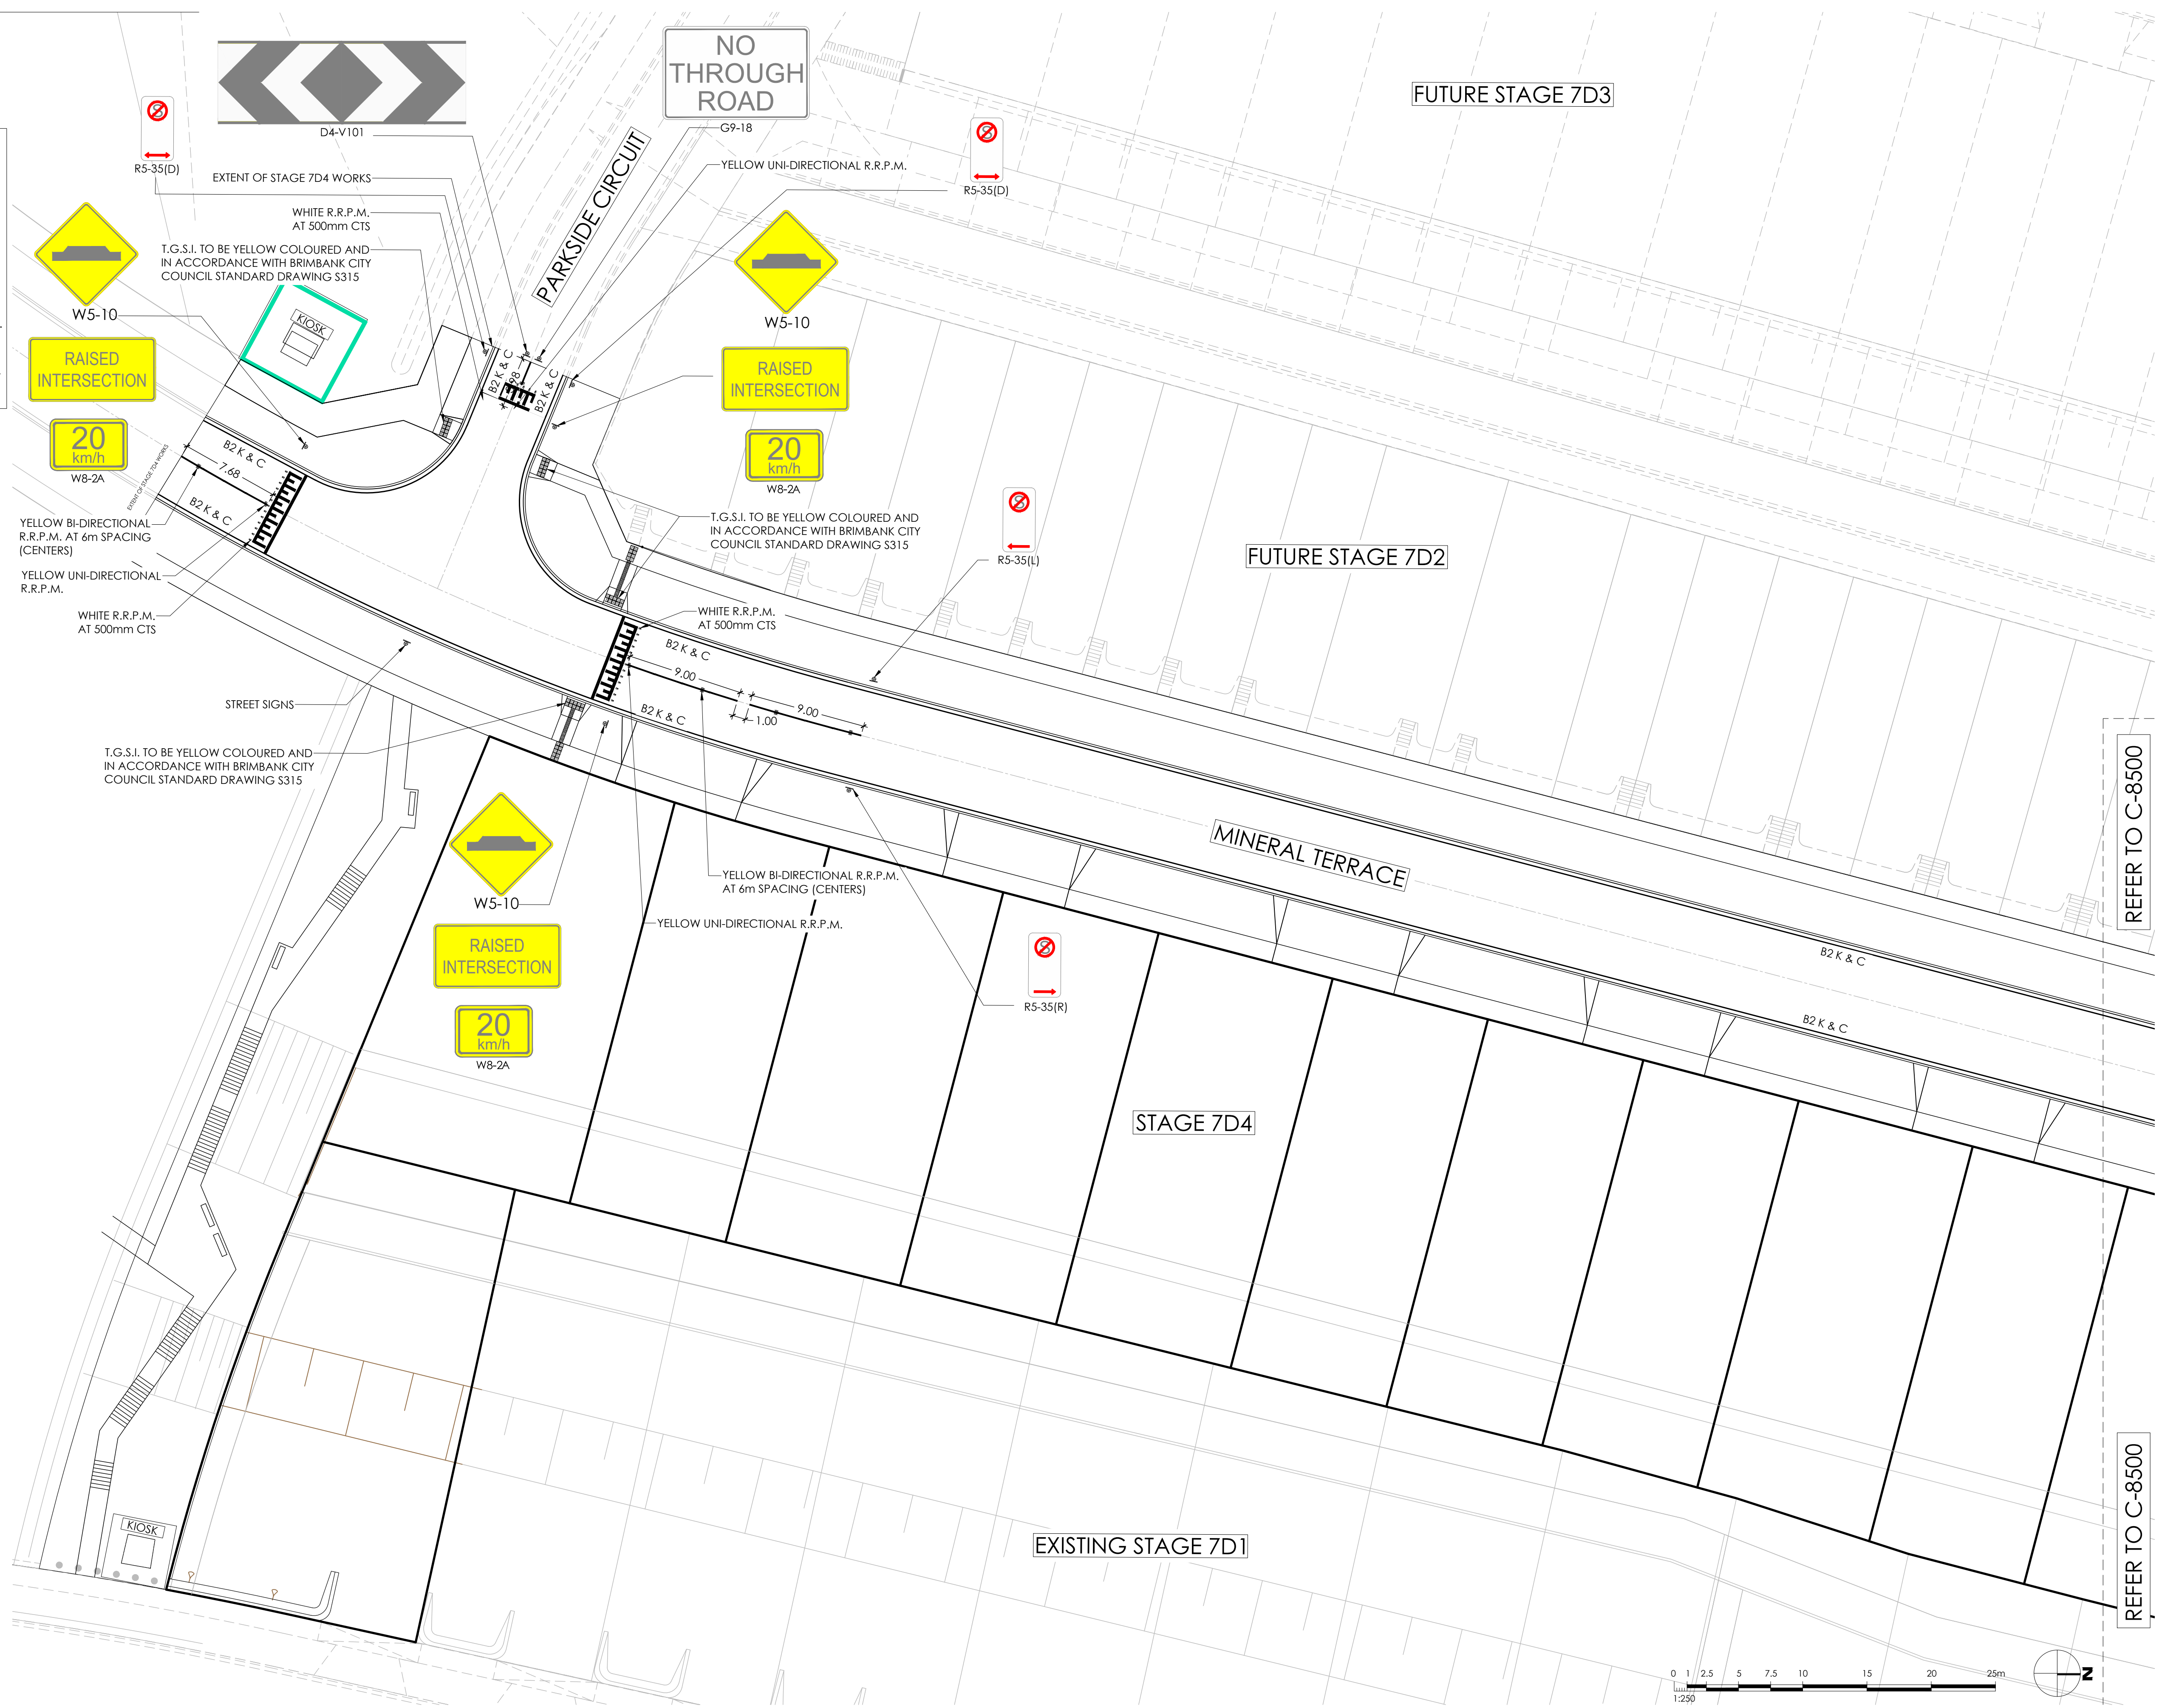 NO
THROUGH
ROAD
G9-18
D4-V101
R5-35(D)
EXTENT OF STAGE 7D4 WORKS
WHITE R.R.P.M.
AT 500mm CTS
T.G.S.I. TO BE YELLOW COLOURED AND
IN ACCORDANCE WITH BRIMBANK CITY
COUNCIL STANDARD DRAWING S315
PARKSIDE CIRCUIT
YELLOW UNI-DIRECTIONAL R.R.P.M.
S
R5-35(D)
FUTURE STAGE 7D3
W5-10
RAISED
INTERSECTION
20
km/h
W8-2A
KIOSK
B2 K & C
B2 K & C
W5-10
RAISED
INTERSECTION
20
km/h
W8-2A
EXTENT OF STAGE 7D4 WORKS
B2 K & C
7.68
B2 K & C
YELLOW BI-DIRECTIONAL
R.R.P.M. AT 6m SPACING
(CENTERS)
YELLOW UNI-DIRECTIONAL
R.R.P.M.
WHITE R.R.P.M.
AT 500mm CTS
T.G.S.I. TO BE YELLOW COLOURED AND
IN ACCORDANCE WITH BRIMBANK CITY
COUNCIL STANDARD DRAWING S315
S
R5-35(L)
FUTURE STAGE 7D2
WHITE R.R.P.M.
AT 500mm CTS
B2 K & C
9.00
9.00
1.00
B2 K & C
STREET SIGNS
T.G.S.I. TO BE YELLOW COLOURED AND
IN ACCORDANCE WITH BRIMBANK CITY
COUNCIL STANDARD DRAWING S315
MINERAL TERRACE
REFER TO C-8500
W5-10
RAISED
INTERSECTION
20
km/h
W8-2A
YELLOW BI-DIRECTIONAL R.R.P.M.
AT 6m SPACING (CENTERS)
YELLOW UNI-DIRECTIONAL R.R.P.M.
S
R5-35(R)
B2 K & C
B2 K & C
STAGE 7D4
EXISTING STAGE 7D1
KIOSK
REFER TO C-8500
0 1 2.5 5 7.5 10 15 20 25m
1:250
N